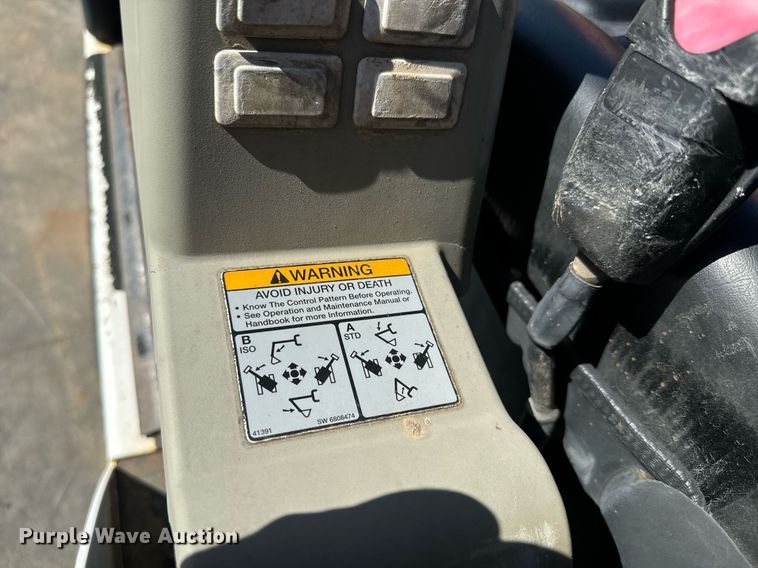 WARNING
AVOID INJURY OR DEATH
• Know The Control Pattern Before Operating.
• See Operation and Maintenance Manual or
Handbook for more Information.
B
ISO
A
STD
41391
SW 6808474
Purple Wave Auction®